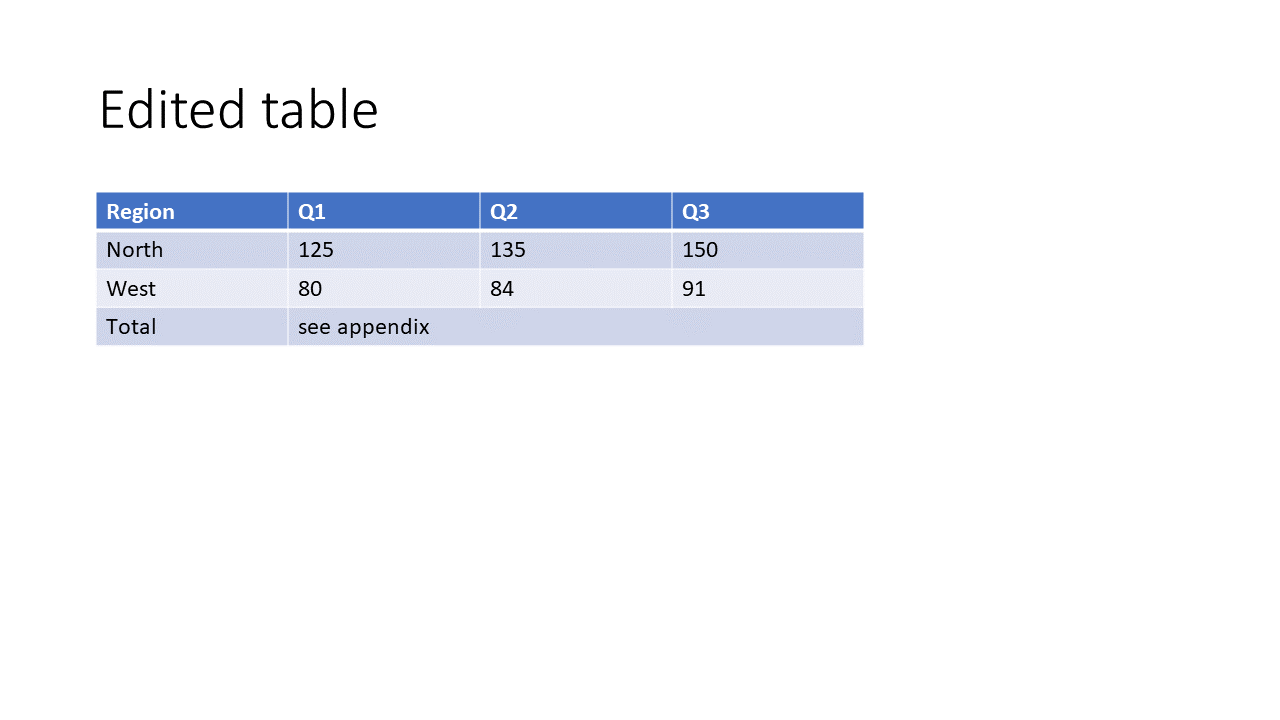 Edited table
Region Q1 Q2 Q3
North 125 135 150
West 80 84 91
Total see appendix